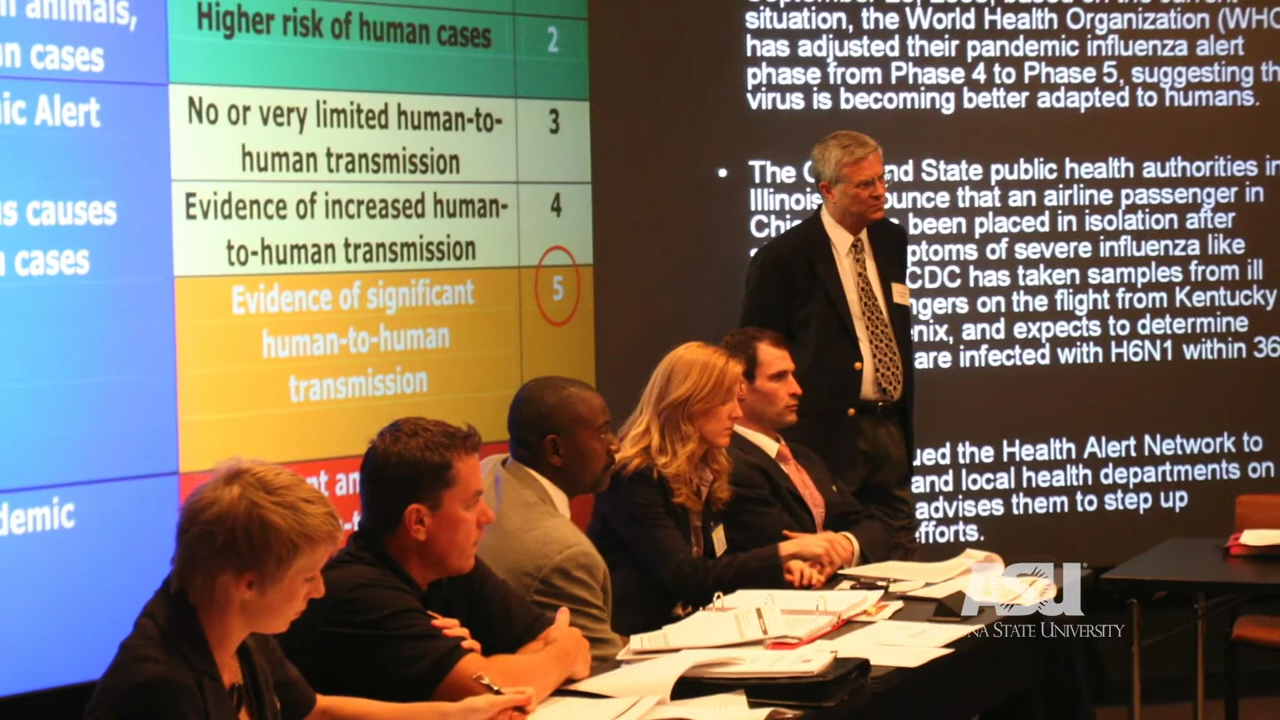 animals,
cases
ic Alert
us causes
cases
demic
Higher risk of human cases 2
No or very limited human-to-
human transmission 3
Evidence of increased human-
to-human transmission 4
Evidence of significant
human-to-human
transmission 5
situation, the World Health Organization (WHO
has adjusted their pandemic influenza alert
phase from Phase 4 to Phase 5, suggesting th
virus is becoming better adapted to humans.
• The C nd State public health authorities in
Illinois ounce that an airline passenger in
Chic been placed in isolation after
ptoms of severe influenza like
CDC has taken samples from ill
ngers on the flight from Kentucky
nix, and expects to determine
are infected with H6N1 within 36
ued the Health Alert Network to
and local health departments on
advises them to step up
efforts.
ASU
NA STATE UNIVERSITY